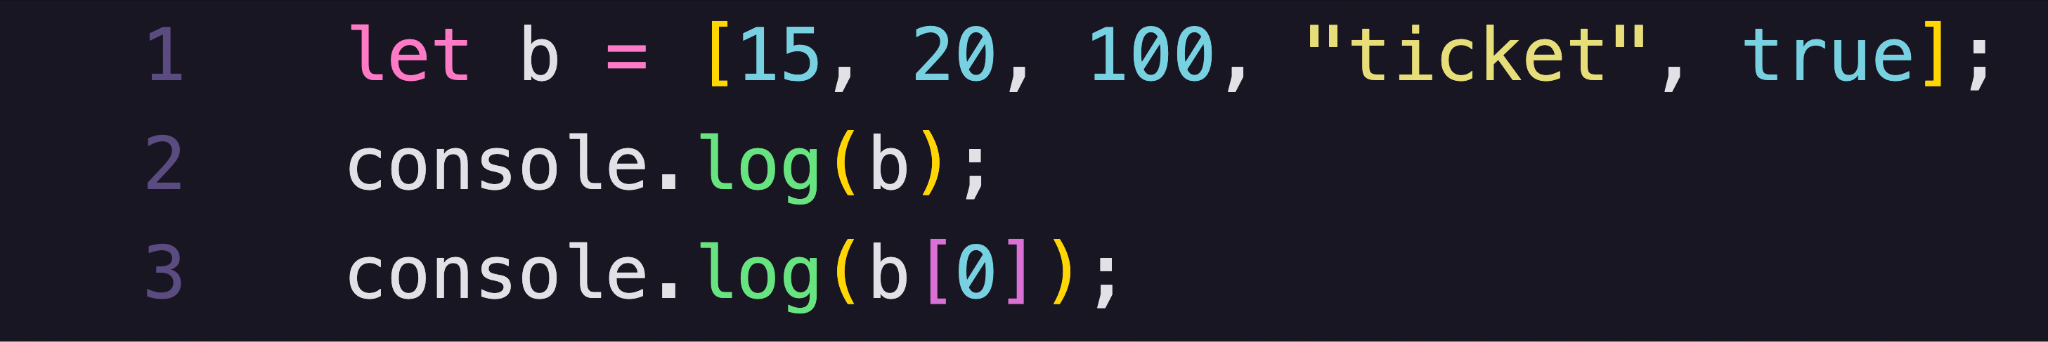 1 let b = [15, 20, 100, "ticket", true];
2 console.log(b);
3 console.log(b[0]);